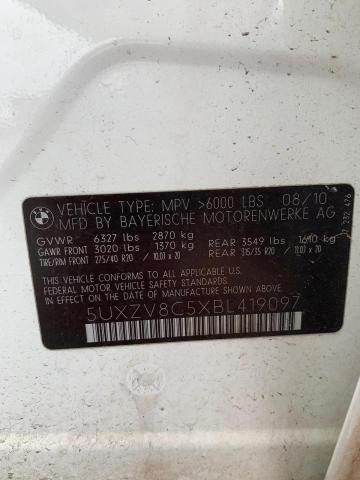 VEHICLE TYPE: MPV >6000 LBS 08/10
MFD BY BAYERISCHE MOTORENWERKE AG
GVWR 6327 lbs 2870 kg
GAWR FRONT 3020 lbs 1370 kg REAR 3549 lbs 1610 kg
TIRE/RIM FRONT 275/40 R20 / 10.0J x 20 REAR 315/35 R20 / 11.0J x 20
THIS VEHICLE CONFORMS TO ALL APPLICABLE U.S.
FEDERAL MOTOR VEHICLE SAFETY STANDARDS IN
EFFECT ON THE DATE OF MANUFACTURE SHOWN ABOVE.
5UXZV8C5XBL419097
7 232 476